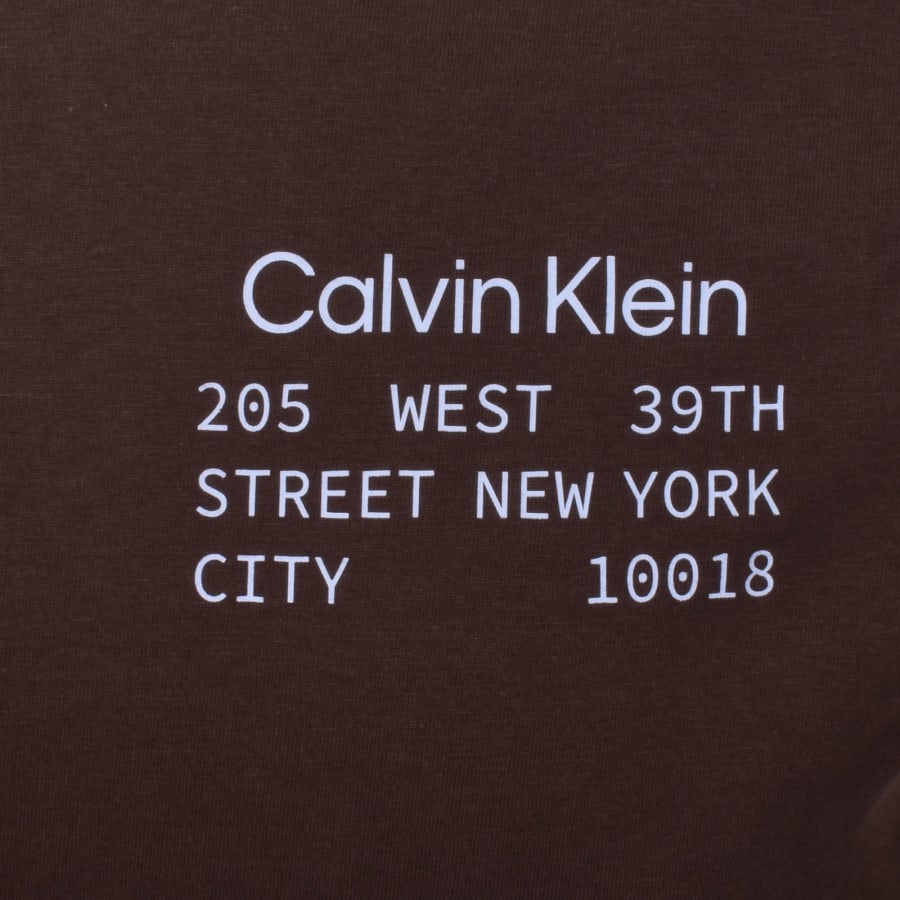 Calvin Klein
205 WEST 39TH
STREET NEW YORK
CITY 10018